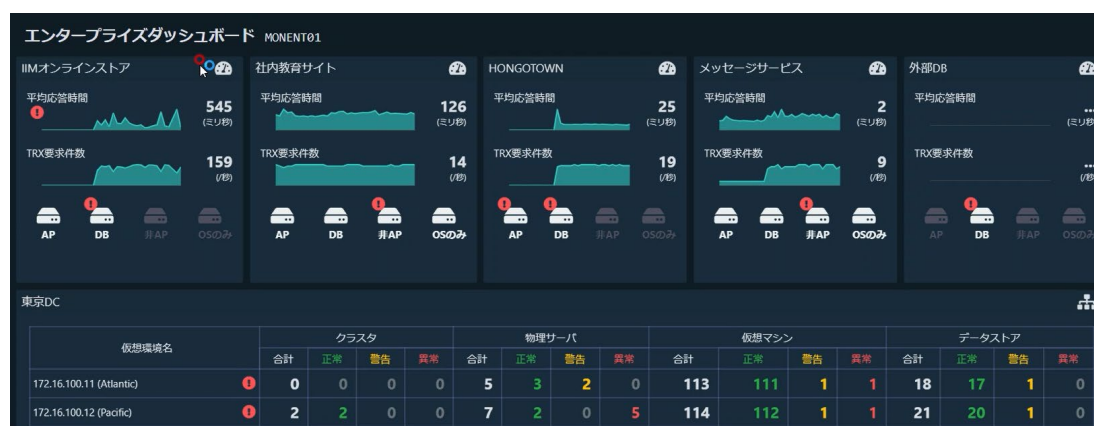 エンタープライズダッシュボード MONENT01
IIMオンラインストア
平均応答時間
545
(ミリ秒)
TRX要求件数
159
(/秒)
AP DB 非AP OSのみ
社内教育サイト
平均応答時間
126
(ミリ秒)
TRX要求件数
14
(/秒)
AP DB 非AP OSのみ
HONGOTOWN
平均応答時間
25
(ミリ秒)
TRX要求件数
19
(/秒)
AP DB 非AP OSのみ
メッセージサービス
平均応答時間
2
(ミリ秒)
TRX要求件数
9
(/秒)
AP DB 非AP OSのみ
外部DB
平均応答時間
...
(ミリ秒)
TRX要求件数
...
(/秒)
AP DB 非AP OSのみ
東京DC
仮想環境名 クラスタ 物理サーバ 仮想マシン データストア
合計 正常 警告 異常 合計 正常 警告 異常 合計 正常 警告 異常 合計 正常 警告 異常
172.16.100.11 (Atlantic) 0 0 0 0 5 3 2 0 113 111 1 1 18 17 1 0
172.16.100.12 (Pacific) 2 2 0 0 7 2 0 5 114 112 1 1 21 20 1 0